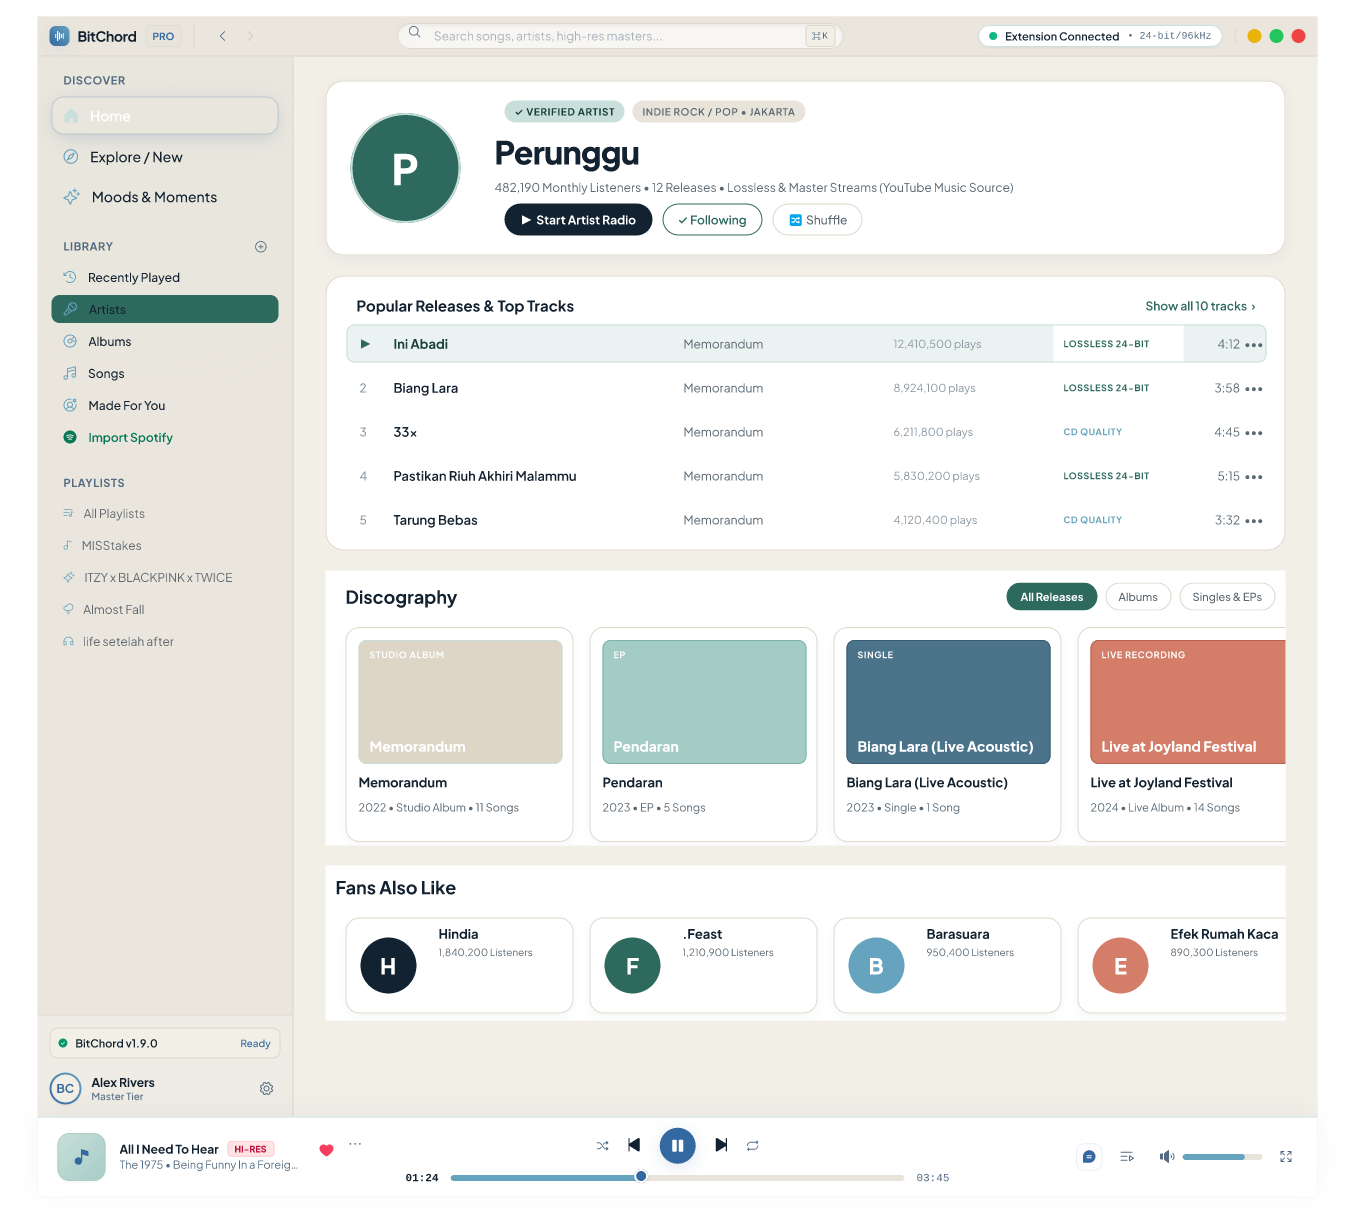 BitChord PRO
Search songs, artists, high-res masters...
⌘K
Extension Connected • 24-bit/96kHz
DISCOVER
Home
Explore / New
Moods & Moments
LIBRARY
Recently Played
Artists
Albums
Songs
Made For You
Import Spotify
PLAYLISTS
All Playlists
MISStakes
ITZY x BLACKPINK x TWICE
Almost Fall
life setelah after
BitChord v1.9.0 Ready
BC
Alex Rivers
Master Tier
P
✓ VERIFIED ARTIST
INDIE ROCK / POP • JAKARTA
Perunggu
482,190 Monthly Listeners • 12 Releases • Lossless & Master Streams (YouTube Music Source)
▶ Start Artist Radio
✓ Following
🔀 Shuffle
Popular Releases & Top Tracks
Show all 10 tracks ›
▶ Ini Abadi Memorandum 12,410,500 plays LOSSLESS 24-BIT 4:12 •••
2 Biang Lara Memorandum 8,924,100 plays LOSSLESS 24-BIT 3:58 •••
3 33x Memorandum 6,211,800 plays CD QUALITY 4:45 •••
4 Pastikan Riuh Akhiri Malammu Memorandum 5,830,200 plays LOSSLESS 24-BIT 5:15 •••
5 Tarung Bebas Memorandum 4,120,400 plays CD QUALITY 3:32 •••
Discography
All Releases
Albums
Singles & EPs
STUDIO ALBUM
Memorandum
Memorandum
2022 • Studio Album • 11 Songs
EP
Pendaran
Pendaran
2023 • EP • 5 Songs
SINGLE
Biang Lara (Live Acoustic)
Biang Lara (Live Acoustic)
2023 • Single • 1 Song
LIVE RECORDING
Live at Joyland Festival
Live at Joyland Festival
2024 • Live Album • 14 Songs
Fans Also Like
H
Hindia
1,840,200 Listeners
F
.Feast
1,210,900 Listeners
B
Barasuara
950,400 Listeners
E
Efek Rumah Kaca
890,300 Listeners
All I Need To Hear HI-RES
The 1975 • Being Funny In a Foreig...
01:24
03:45